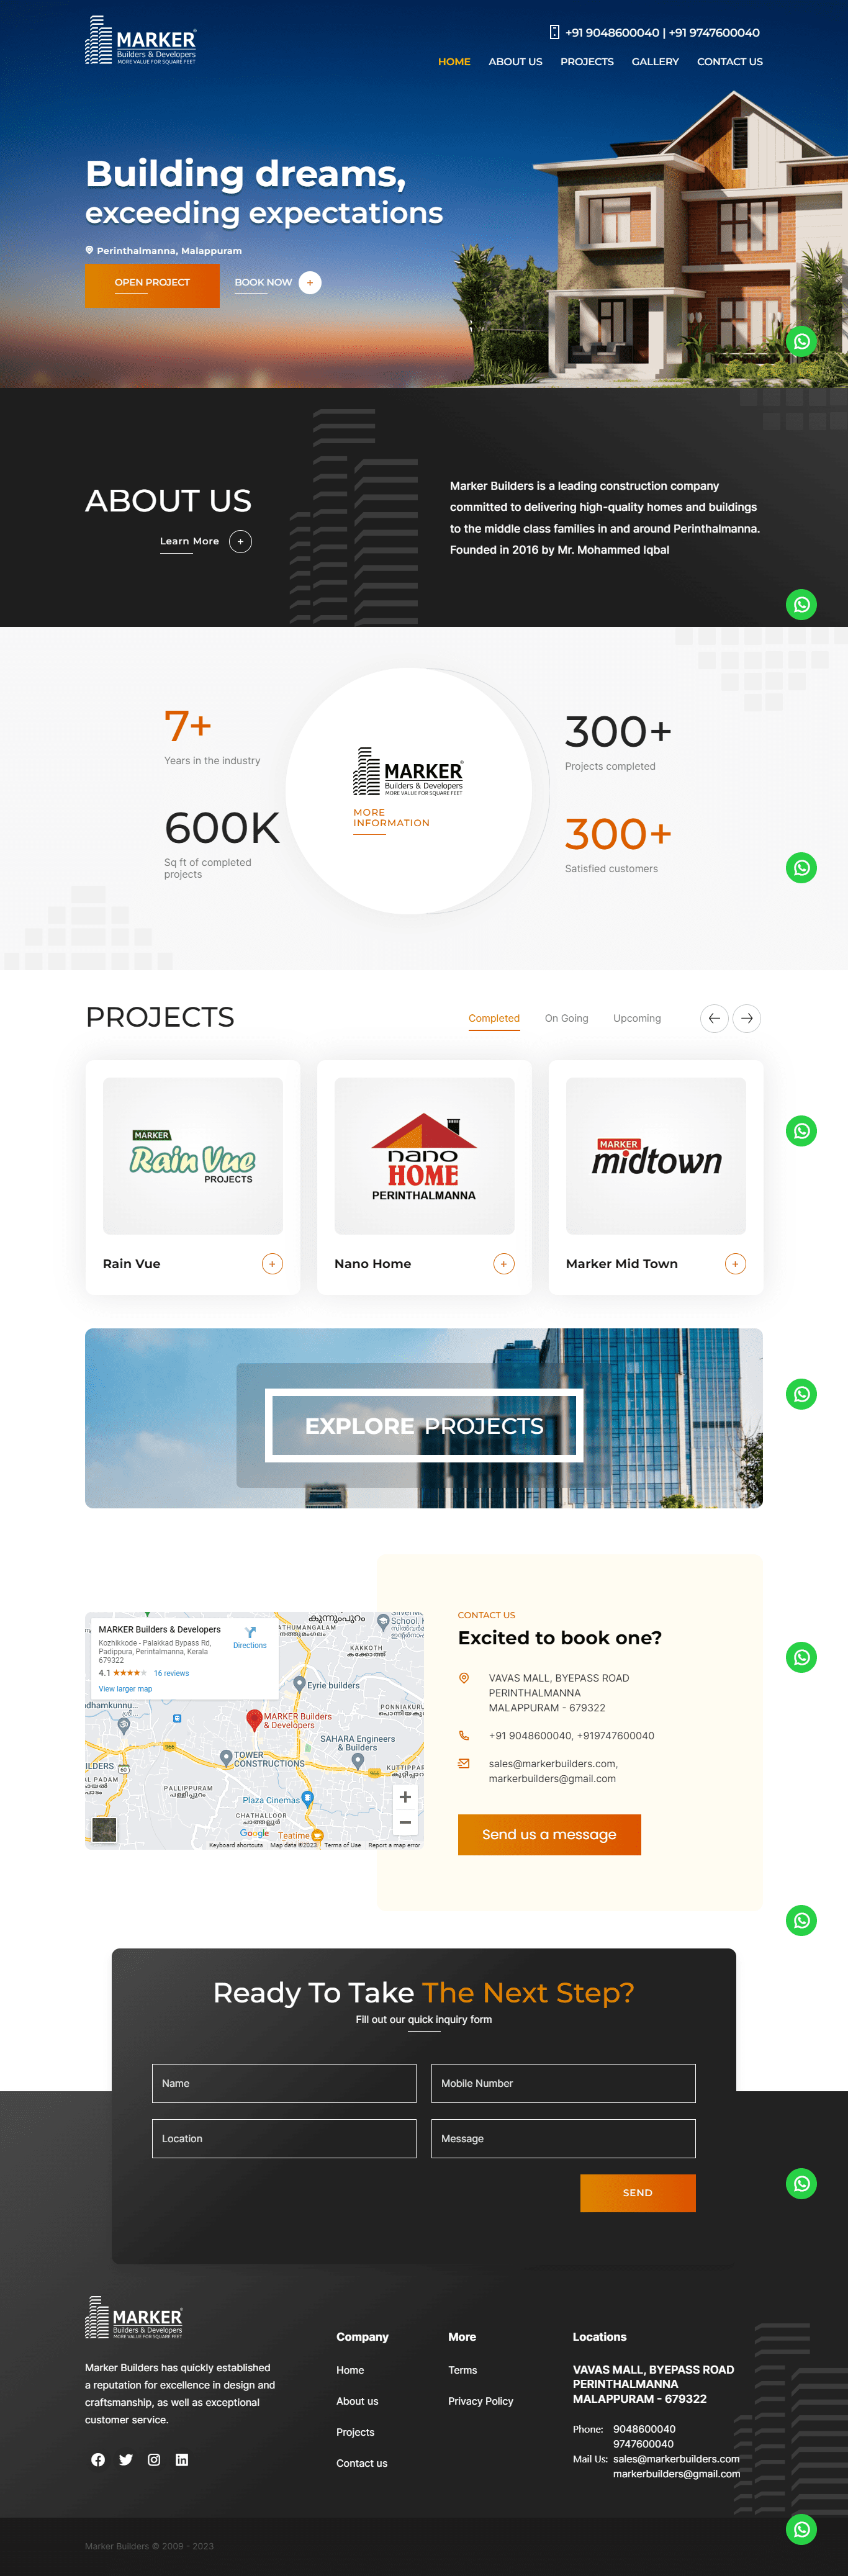 MARKER
Builders & Developers
MORE VALUE FOR SQUARE FEET
+91 9048600040 | +91 9747600040
HOME ABOUT US PROJECTS GALLERY CONTACT US
Building dreams,
exceeding expectations
Perinthalmanna, Malappuram
OPEN PROJECT BOOK NOW +
ABOUT US
Learn More +
Marker Builders is a leading construction company
committed to delivering high-quality homes and buildings
to the middle class families in and around Perinthalmanna.
Founded in 2016 by Mr. Mohammed Iqbal
7+
Years in the industry
600K
Sq ft of completed
projects
MARKER
Builders & Developers
MORE VALUE FOR SQUARE FEET
MORE
INFORMATION
300+
Projects completed
300+
Satisfied customers
PROJECTS
Completed On Going Upcoming
MARKER
Rain Vue
PROJECTS
Rain Vue +
nano
HOME
PERINTHALMANNA
Nano Home +
MARKER
midtown
Marker Mid Town +
EXPLORE PROJECTS
MARKER Builders & Developers
Kozhikkode - Palakkad Bypass Rd,
Padippura, Perintalmanna, Kerala
679322
Directions
4.1 16 reviews
View larger map
KAKKOTH
Eyrie builders
MARKER Builders
& Developers
SAHARA Engineers
& Builders
TOWER
CONSTRUCTIONS
966
966
60
PALLIPPURAM
Plaza Cinemas
CHATHALLOOR
Teatime
Google
Keyboard shortcuts Map data ©2023 Terms of Use Report a map error
CONTACT US
Excited to book one?
VAVAS MALL, BYEPASS ROAD
PERINTHALMANNA
MALAPPURAM - 679322
+91 9048600040, +919747600040
sales@markerbuilders.com,
markerbuilders@gmail.com
Send us a message
Ready To Take The Next Step?
Fill out our quick inquiry form
Name Mobile Number
Location Message
SEND
MARKER
Builders & Developers
MORE VALUE FOR SQUARE FEET
Marker Builders has quickly established
a reputation for excellence in design and
craftsmanship, as well as exceptional
customer service.
Company
Home
About us
Projects
Contact us
More
Terms
Privacy Policy
Locations
VAVAS MALL, BYEPASS ROAD
PERINTHALMANNA
MALAPPURAM - 679322
Phone: 9048600040
9747600040
Mail Us: sales@markerbuilders.com
markerbuilders@gmail.com
Marker Builders © 2009 - 2023